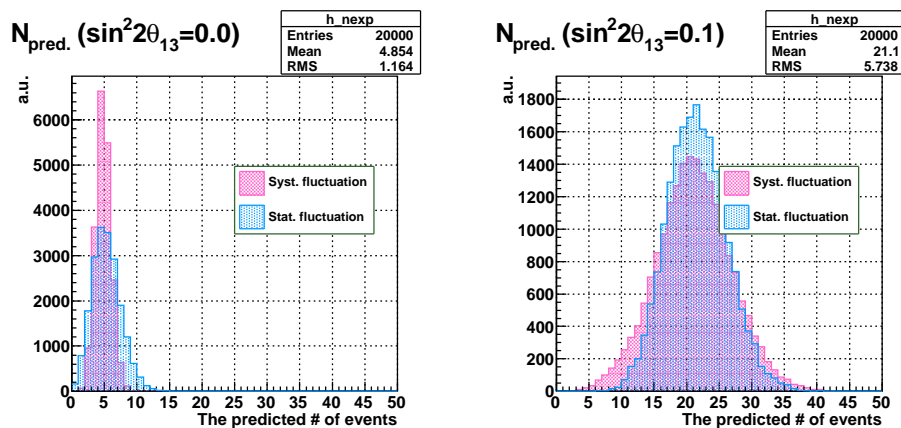 N_pred. (sin²2θ₁₃=0.0)
h_nexp
Entries 20000
Mean 4.854
RMS 1.164
a.u.
6000
5000
4000
3000
2000
1000
0
Syst. fluctuation
Stat. fluctuation
0 5 10 15 20 25 30 35 40 45 50
The predicted # of events
N_pred. (sin²2θ₁₃=0.1)
h_nexp
Entries 20000
Mean 21.1
RMS 5.738
a.u.
1800
1600
1400
1200
1000
800
600
400
200
0
Syst. fluctuation
Stat. fluctuation
0 5 10 15 20 25 30 35 40 45 50
The predicted # of events